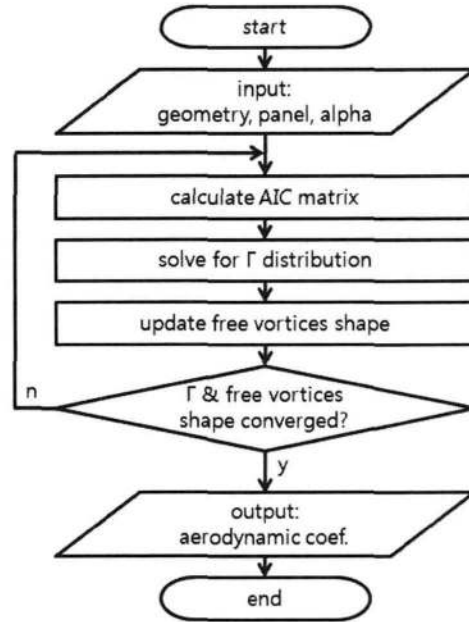 start
input:
geometry, panel, alpha
calculate AIC matrix
solve for Γ distribution
update free vortices shape
Γ & free vortices
shape converged?
n
y
output:
aerodynamic coef.
end